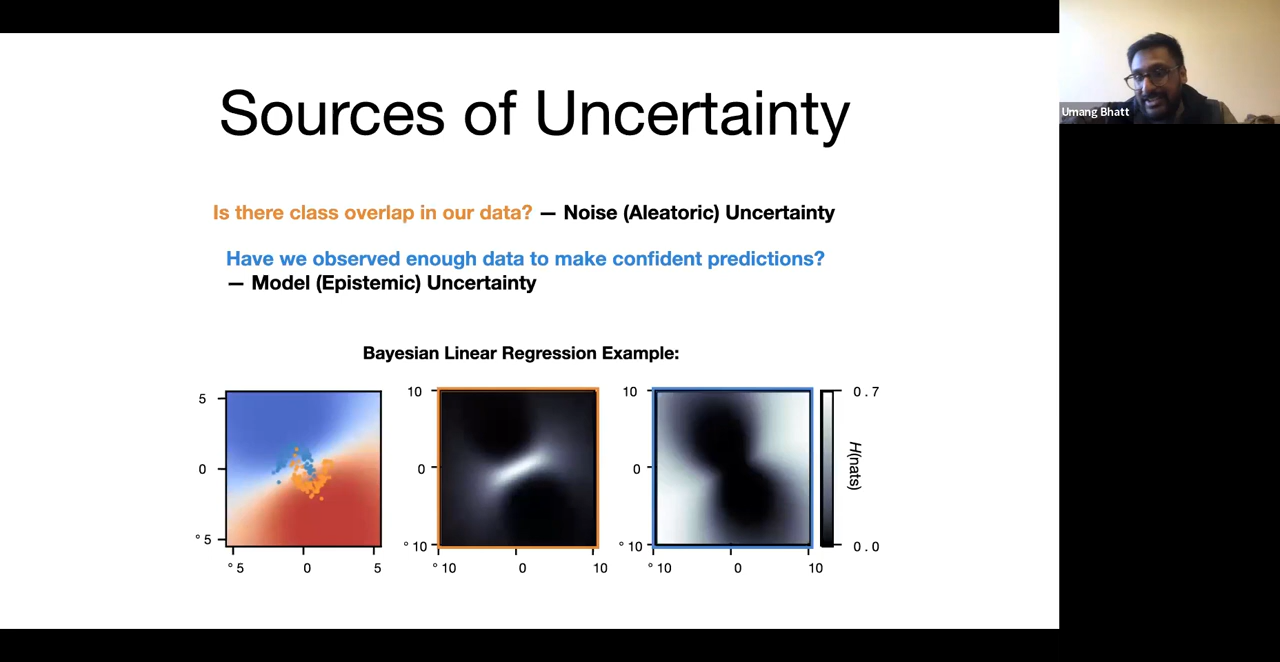 Sources of Uncertainty
Umang Bhatt
Is there class overlap in our data? — Noise (Aleatoric) Uncertainty
Have we observed enough data to make confident predictions?
— Model (Epistemic) Uncertainty
Bayesian Linear Regression Example:
5
0
° 5
° 5
0
5
10
0
° 10
° 10
0
10
10
0
° 10
° 10
0
10
0.7
H(nats)
0.0